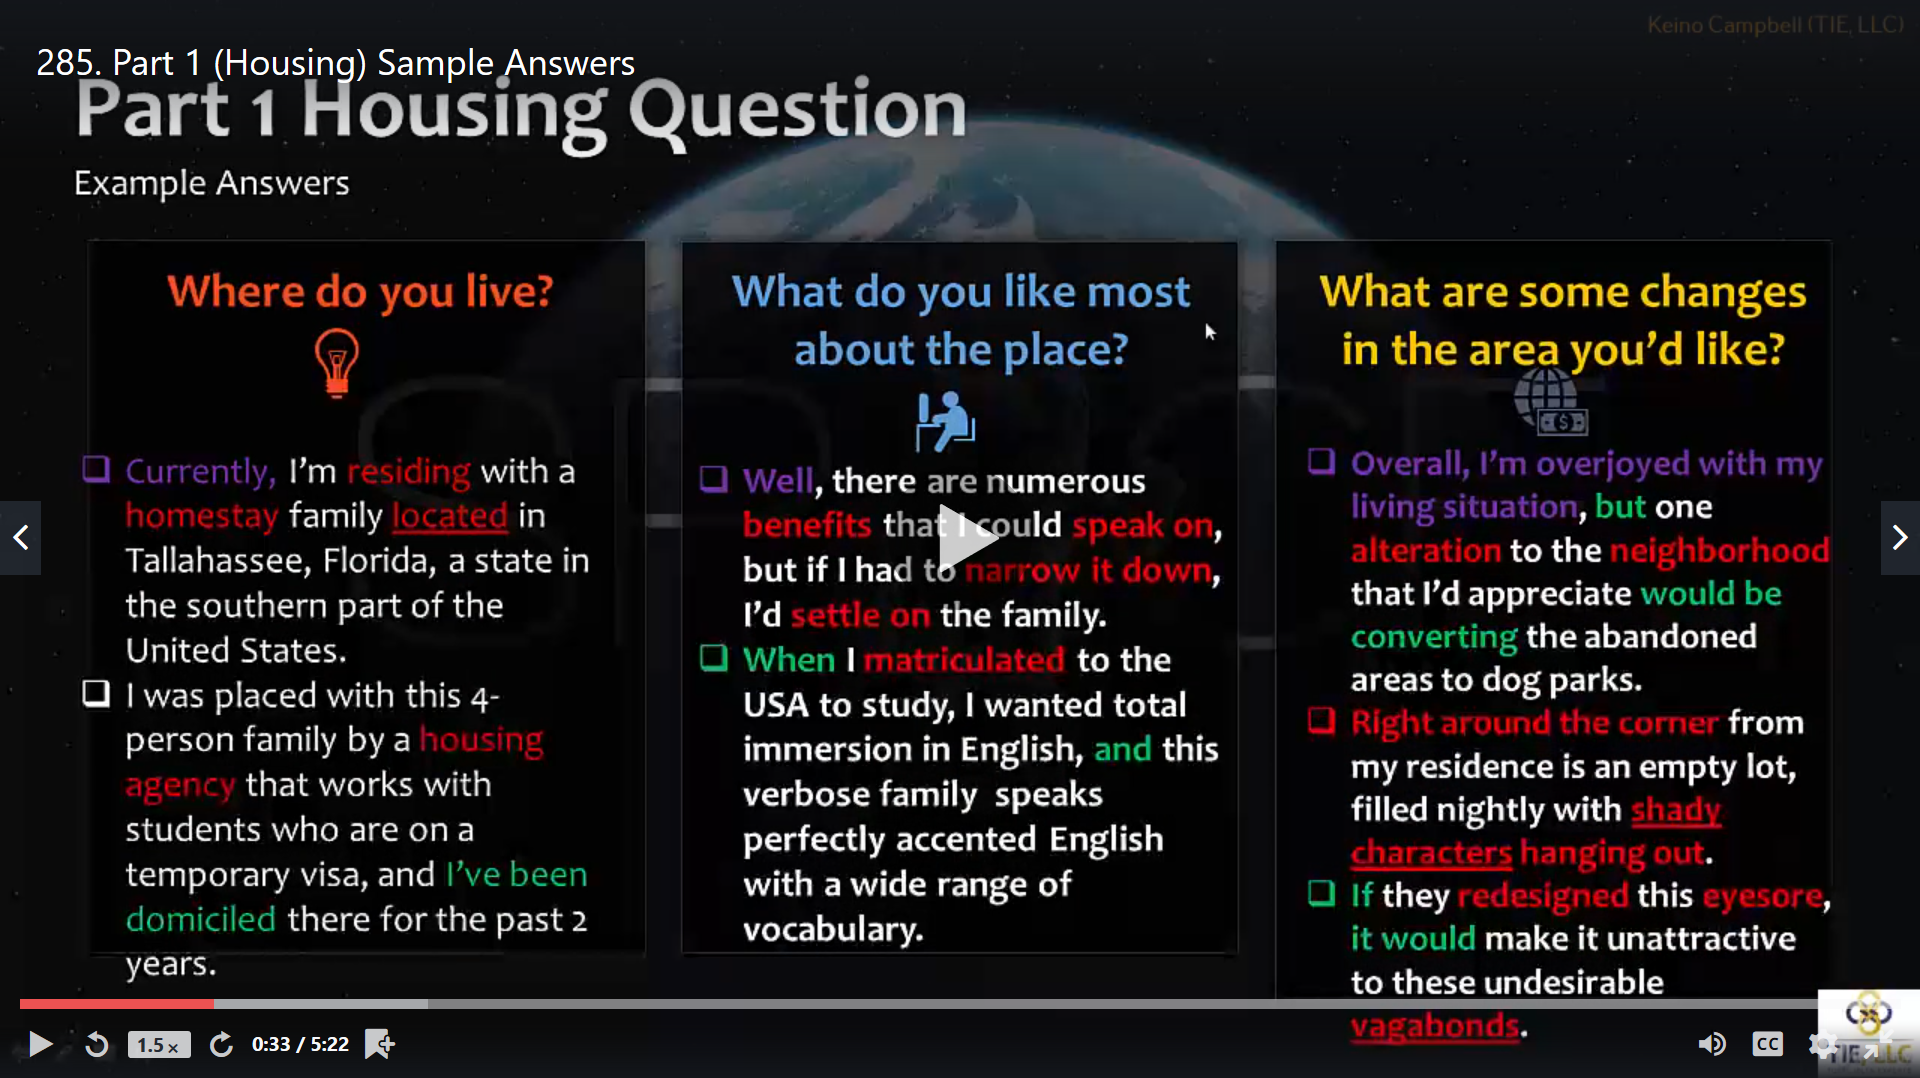 Keino Campbell (TIE, LLC)
285. Part 1 (Housing) Sample Answers
Part 1 Housing Question
Example Answers
Where do you live?
Currently, I'm residing with a
homestay family located in
Tallahassee, Florida, a state in
the southern part of the
United States.
I was placed with this 4-
person family by a housing
agency that works with
students who are on a
temporary visa, and I've been
domiciled there for the past 2
years.
What do you like most
about the place?
Well, there are numerous
benefits that I could speak on,
but if I had to narrow it down,
I'd settle on the family.
When I matriculated to the
USA to study, I wanted total
immersion in English, and this
verbose family speaks
perfectly accented English
with a wide range of
vocabulary.
What are some changes
in the area you'd like?
Overall, I'm overjoyed with my
living situation, but one
alteration to the neighborhood
that I'd appreciate would be
converting the abandoned
areas to dog parks.
Right around the corner from
my residence is an empty lot,
filled nightly with shady
characters hanging out.
If they redesigned this eyesore,
it would make it unattractive
to these undesirable
vagabonds.
1.5 x
0:33 / 5:22
CC
TIE, LLC